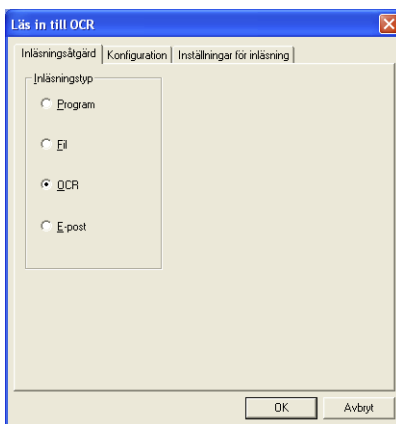 Läs in till OCR
Inläsningsåtgärd Konfiguration Inställningar för inläsning
Inläsningstyp
Program
Fil
OCR
E-post
OK Avbryt